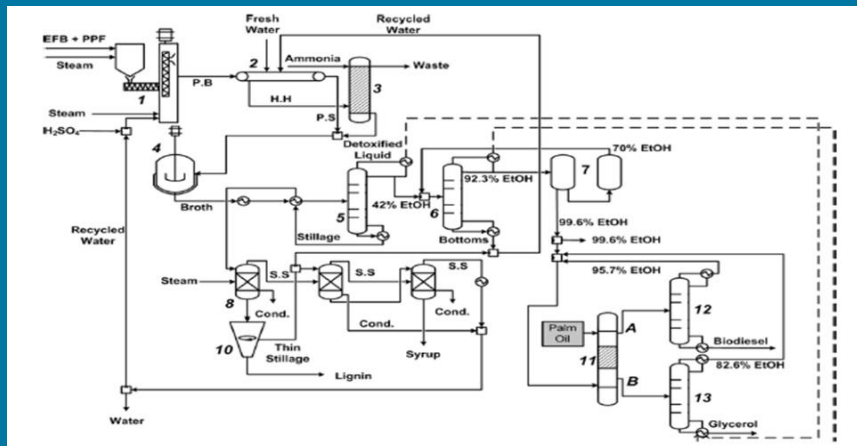 Fresh
Water
Recycled
Water
EFB + PPF
Steam
1
P.B
2
Ammonia
Waste
H.H
3
P.S
Steam
H₂SO₄
4
Detoxified
Liquid
70% EtOH
92.3% EtOH
7
Broth
5
42% EtOH
6
Recycled
Water
Stillage
Bottoms
99.6% EtOH
99.6% EtOH
95.7% EtOH
S.S
S.S
S.S
Steam
8
Cond.
Cond.
Cond.
12
10
Thin
Stillage
Syrup
Palm
Oil
A
11
Biodiesel
82.6% EtOH
Lignin
B
13
Water
Glycerol